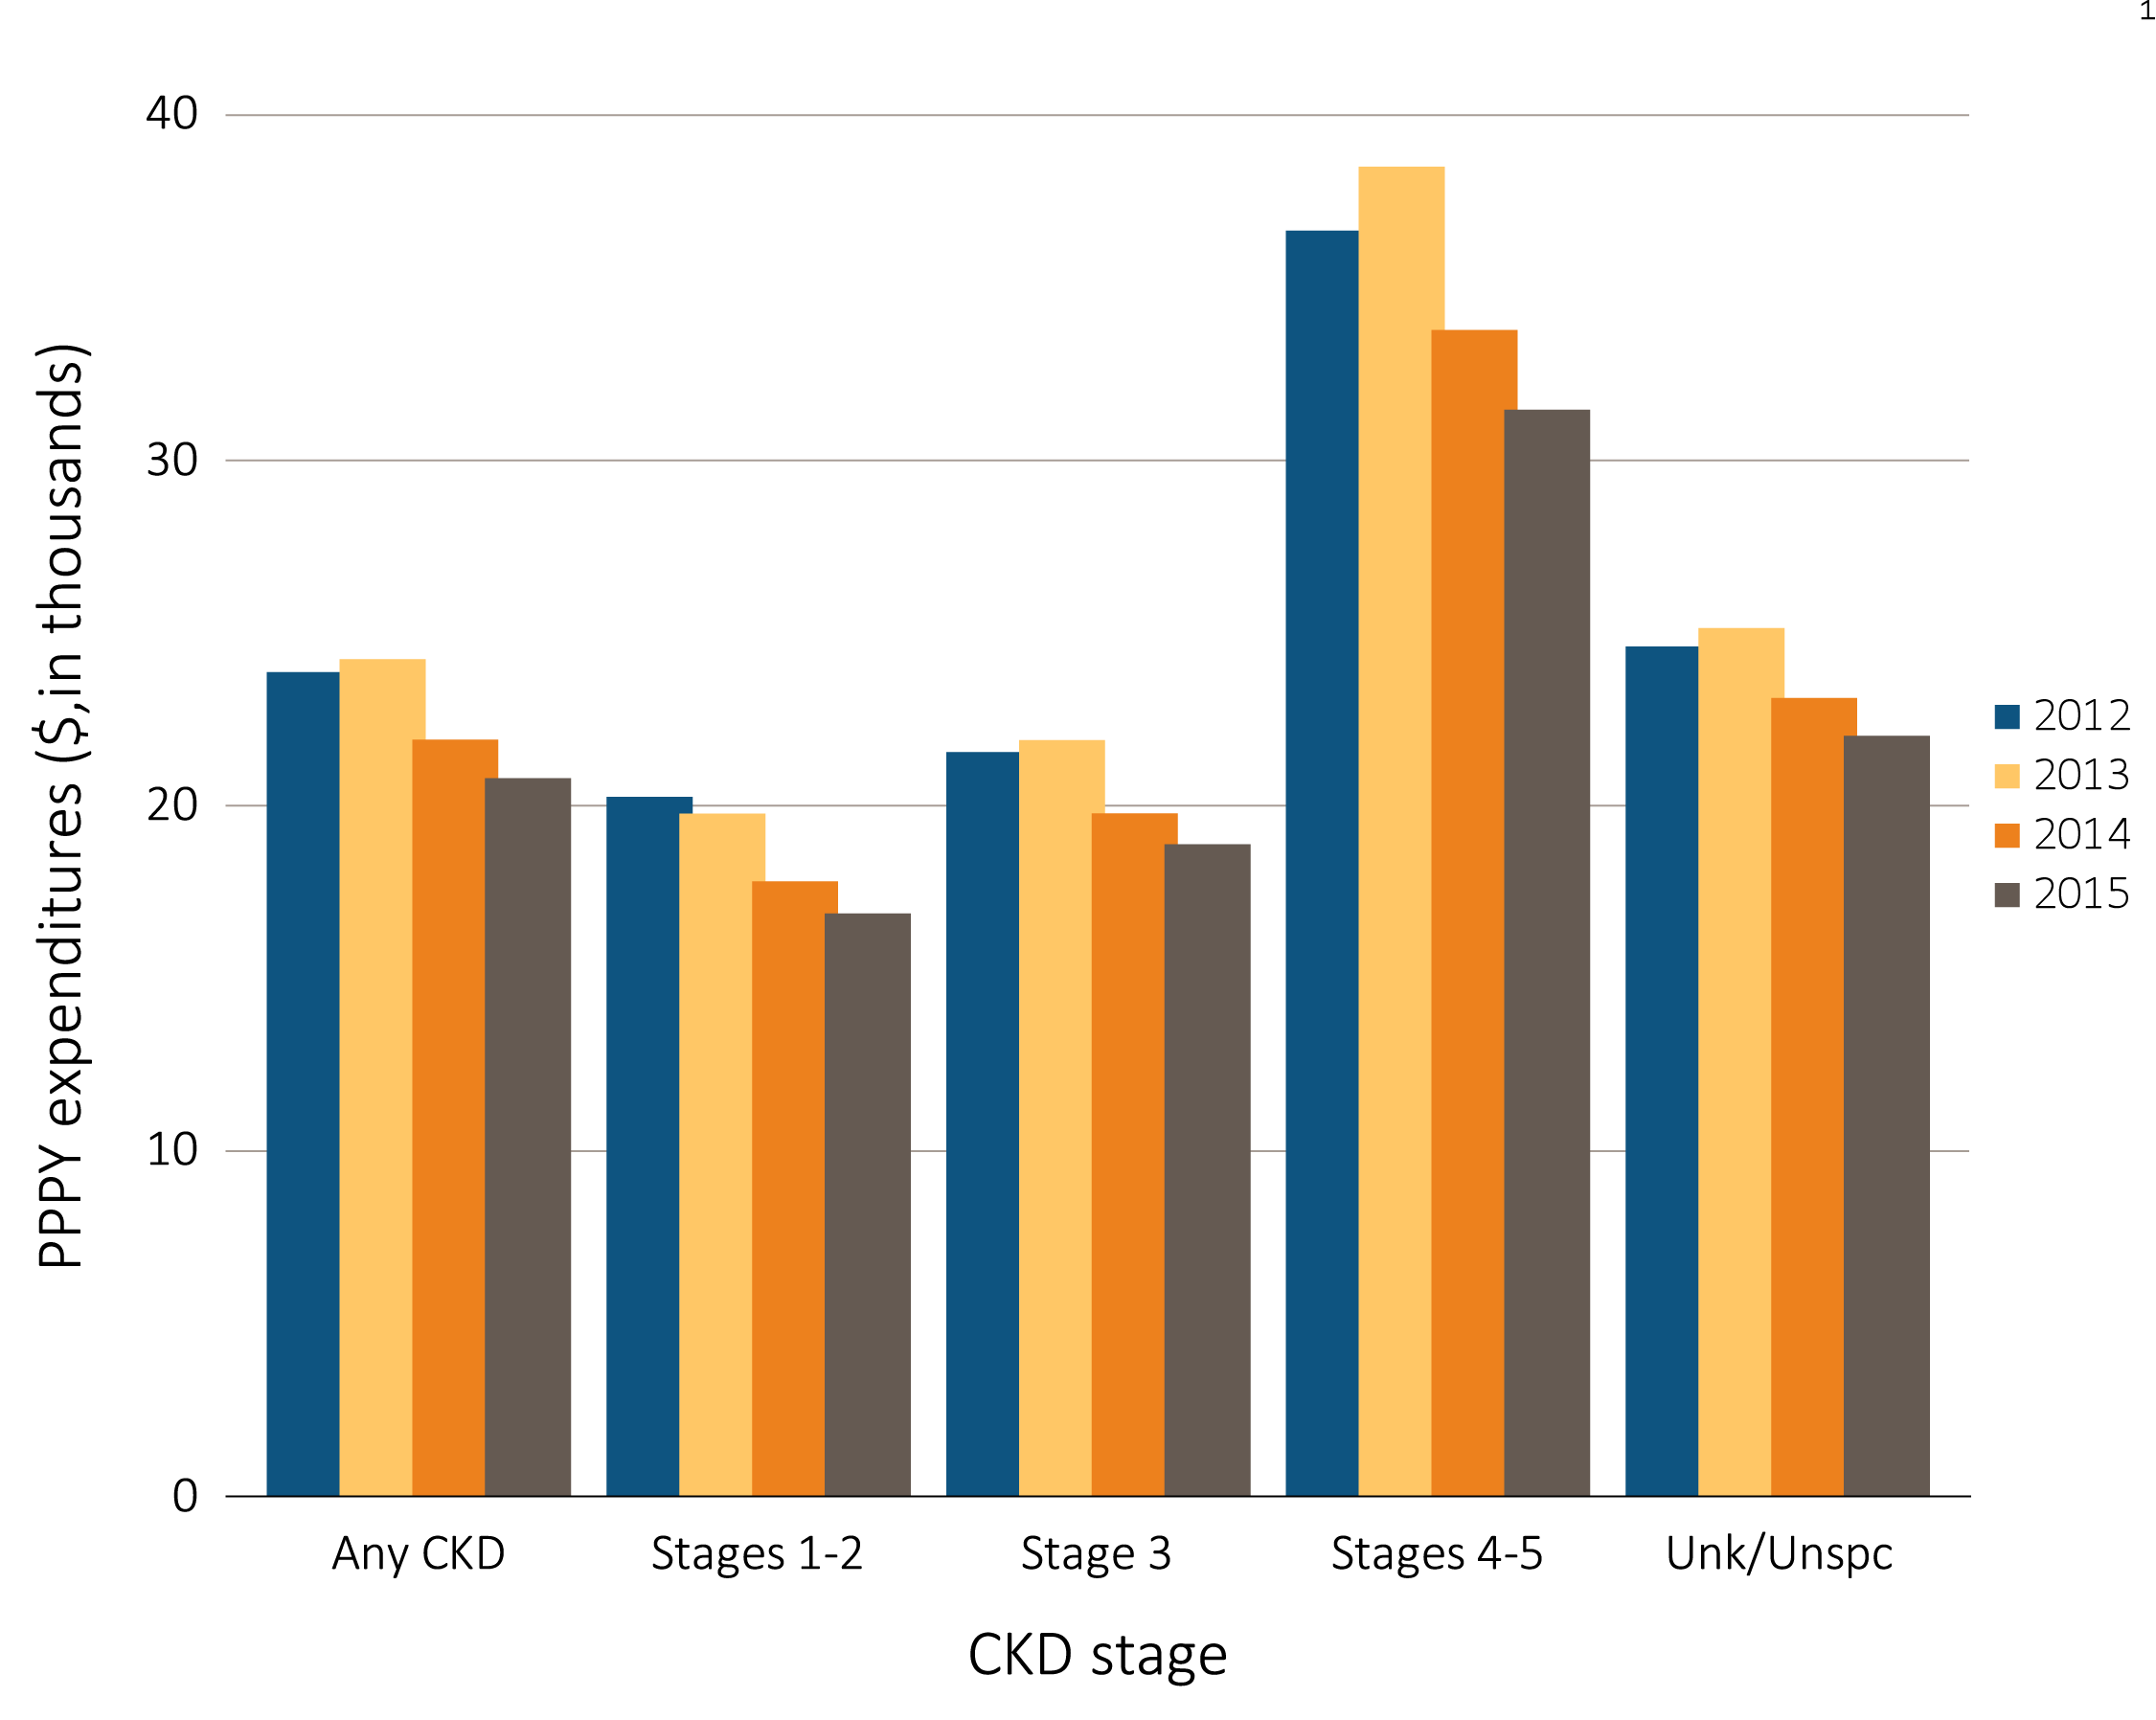 1
40
30
20
10
0
PPPY expenditures ($,in thousands)
2012
2013
2014
2015
Any CKD
Stages 1-2
Stage 3
Stages 4-5
Unk/Unspc
CKD stage